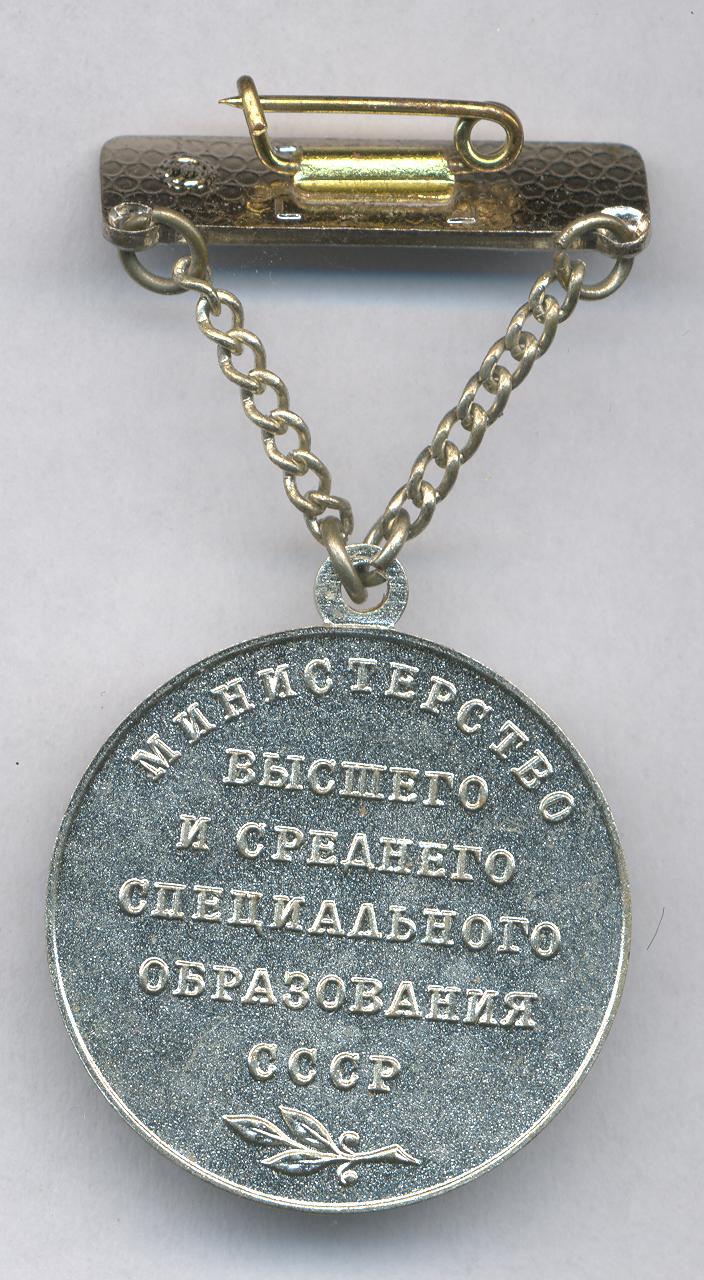 МИНИСТЕРСТВО
ВЫСШЕГО
И СРЕДНЕГО
СПЕЦИАЛЬНОГО
ОБРАЗОВАНИЯ
СССР